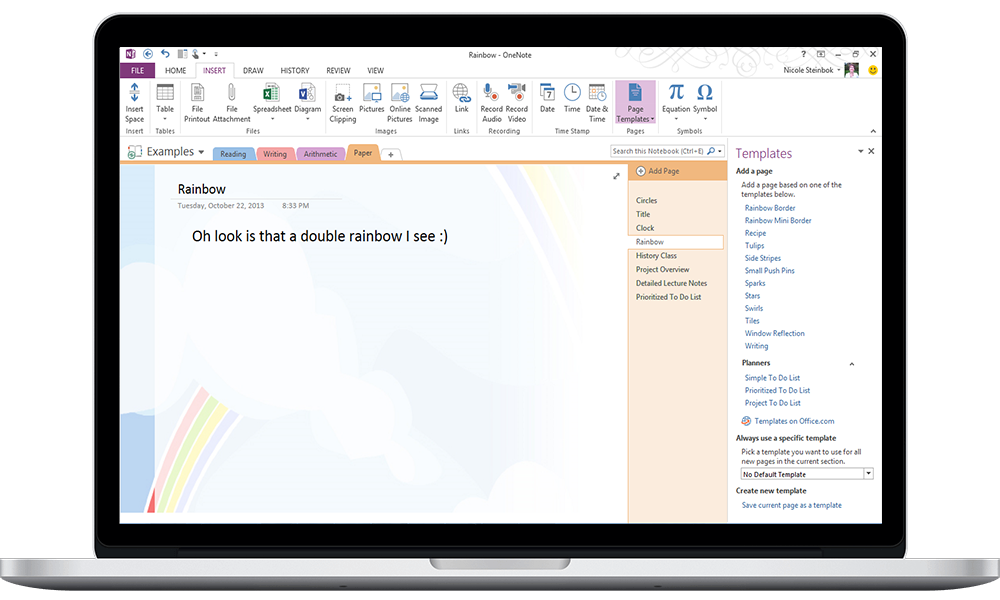 Rainbow - OneNote
?
FILE HOME INSERT DRAW HISTORY REVIEW VIEW
Nicole Steinbok
Insert Space
Table
File Printout
File Attachment
Spreadsheet
Diagram
Screen Clipping
Pictures
Online Pictures
Scanned Image
Link
Record Audio
Record Video
Date
Time
Date & Time
Page Templates
π
Equation
Ω
Symbol
Insert Tables Files Images Links Recording Time Stamp Pages Symbols
Examples
Reading Writing Arithmetic Paper +
Search this Notebook (Ctrl+E)
Rainbow
Tuesday, October 22, 2013 8:33 PM
Oh look is that a double rainbow I see :)
Add Page
Circles
Title
Clock
Rainbow
History Class
Project Overview
Detailed Lecture Notes
Prioritized To Do List
Templates
Add a page
Add a page based on one of the
templates below.
Rainbow Border
Rainbow Mini Border
Recipe
Tulips
Side Stripes
Small Push Pins
Sparks
Stars
Swirls
Tiles
Window Reflection
Writing
Planners
Simple To Do List
Prioritized To Do List
Project To Do List
Templates on Office.com
Always use a specific template
Pick a template you want to use for all
new pages in the current section.
No Default Template
Create new template
Save current page as a template